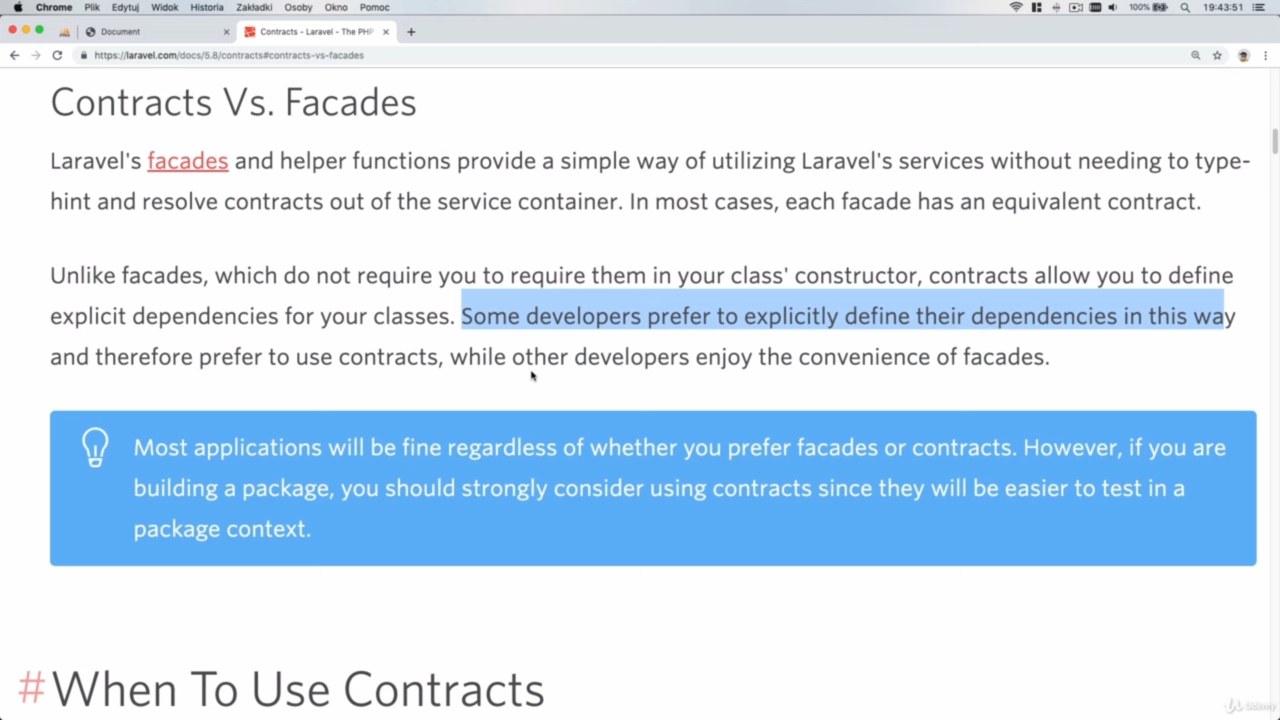 Chrome Plik Edytuj Widok Historia Zakładki Osoby Okno Pomoc 100% 19:43:51
Document Contracts - Laravel - The PHP
https://laravel.com/docs/5.8/contracts#contracts-vs-facades
Contracts Vs. Facades
Laravel's facades and helper functions provide a simple way of utilizing Laravel's services without needing to type-
hint and resolve contracts out of the service container. In most cases, each facade has an equivalent contract.
Unlike facades, which do not require you to require them in your class' constructor, contracts allow you to define
explicit dependencies for your classes. Some developers prefer to explicitly define their dependencies in this way
and therefore prefer to use contracts, while other developers enjoy the convenience of facades.
Most applications will be fine regardless of whether you prefer facades or contracts. However, if you are
building a package, you should strongly consider using contracts since they will be easier to test in a
package context.
# When To Use Contracts
Udemy